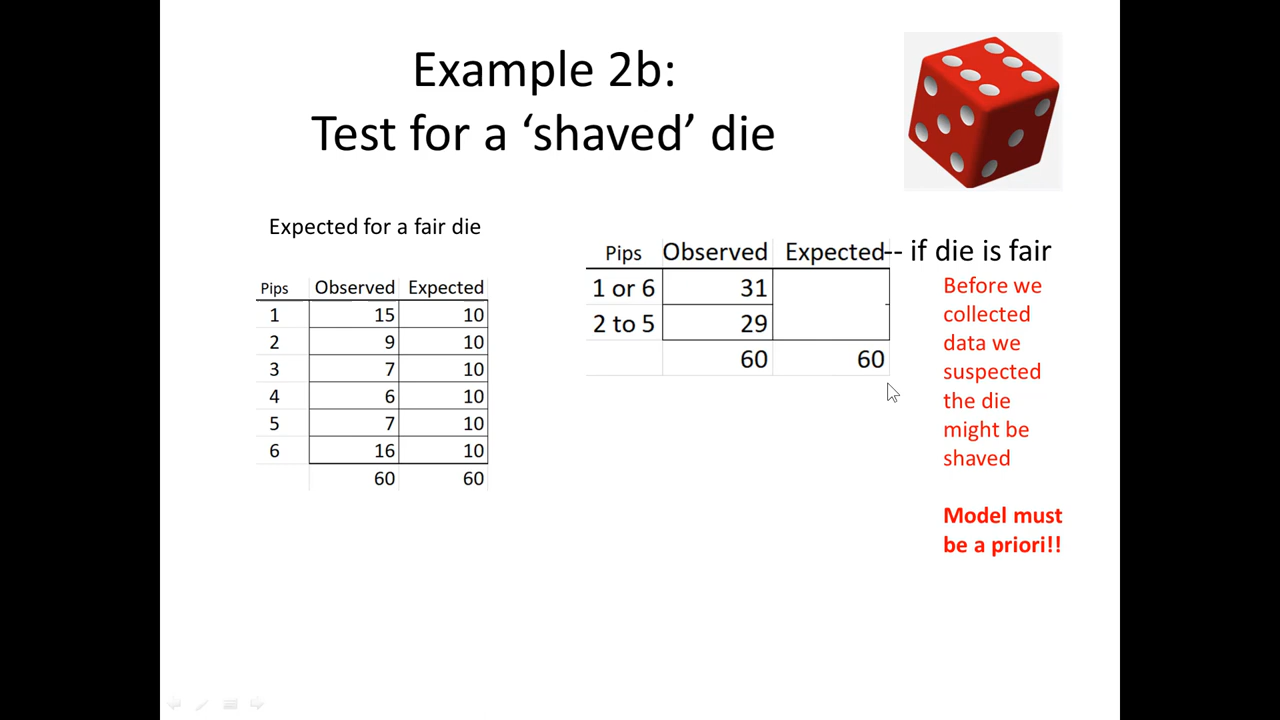 Example 2b:
Test for a ‘shaved’ die
Expected for a fair die
Pips Observed Expected
1 15 10
2 9 10
3 7 10
4 6 10
5 7 10
6 16 10
60 60
Pips Observed Expected-- if die is fair
1 or 6 31
2 to 5 29
60 60
Before we
collected
data we
suspected
the die
might be
shaved
Model must
be a priori!!